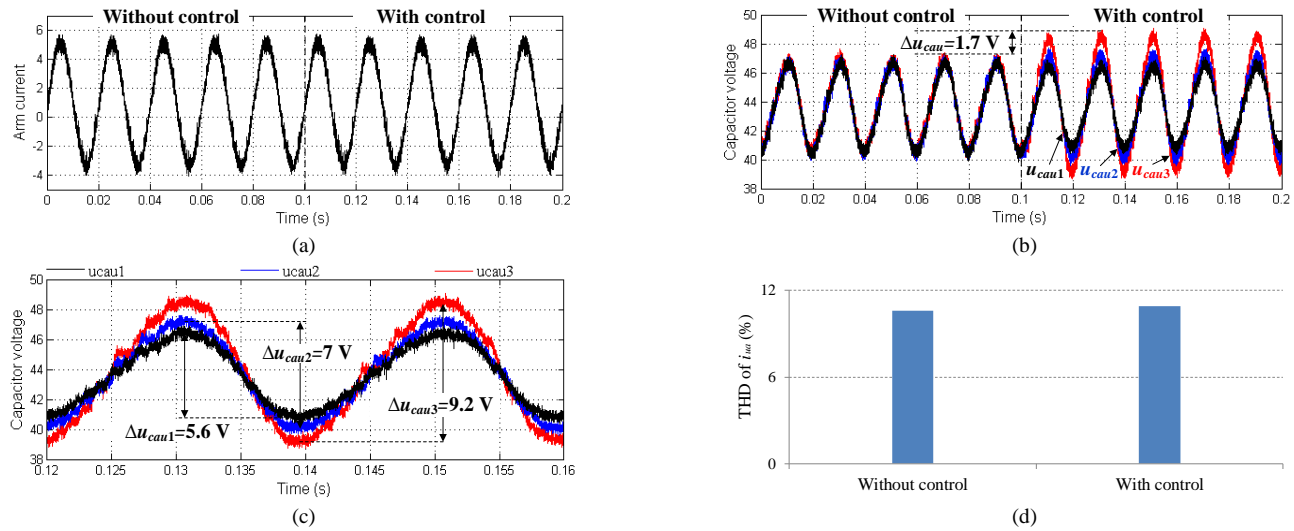 Without control
With control
6
4
2
0
-2
-4
Arm current
0
0.02
0.04
0.06
0.08
0.1
0.12
0.14
0.16
0.18
0.2
Time (s)
(a)
Without control
With control
Δucau=1.7 V
50
48
46
44
42
40
38
Capacitor voltage
ucau1
ucau2
ucau3
0
0.02
0.04
0.06
0.08
0.1
0.12
0.14
0.16
0.18
0.2
Time (s)
(b)
ucau1
ucau2
ucau3
50
48
46
44
42
40
38
Capacitor voltage
Δucau2=7 V
Δucau3=9.2 V
Δucau1=5.6 V
0.12
0.125
0.13
0.135
0.14
0.145
0.15
0.155
0.16
Time (s)
(c)
12
6
0
THD of iua (%)
Without control
With control
(d)